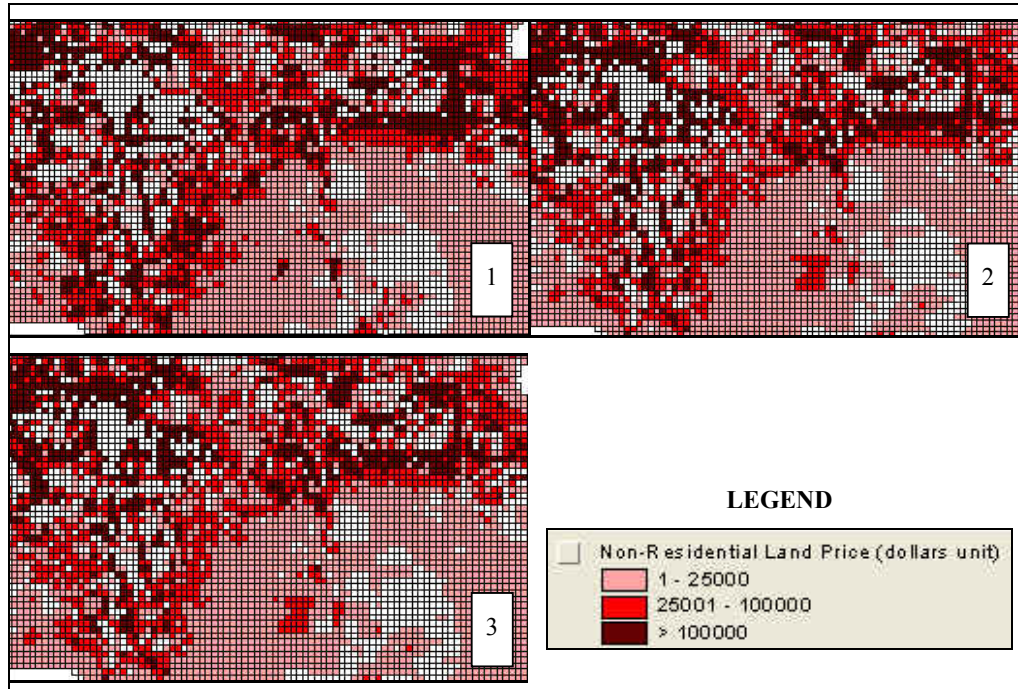 1
2
3
LEGEND
Non-Residential Land Price (dollars unit)
1 - 25000
25001 - 100000
> 100000